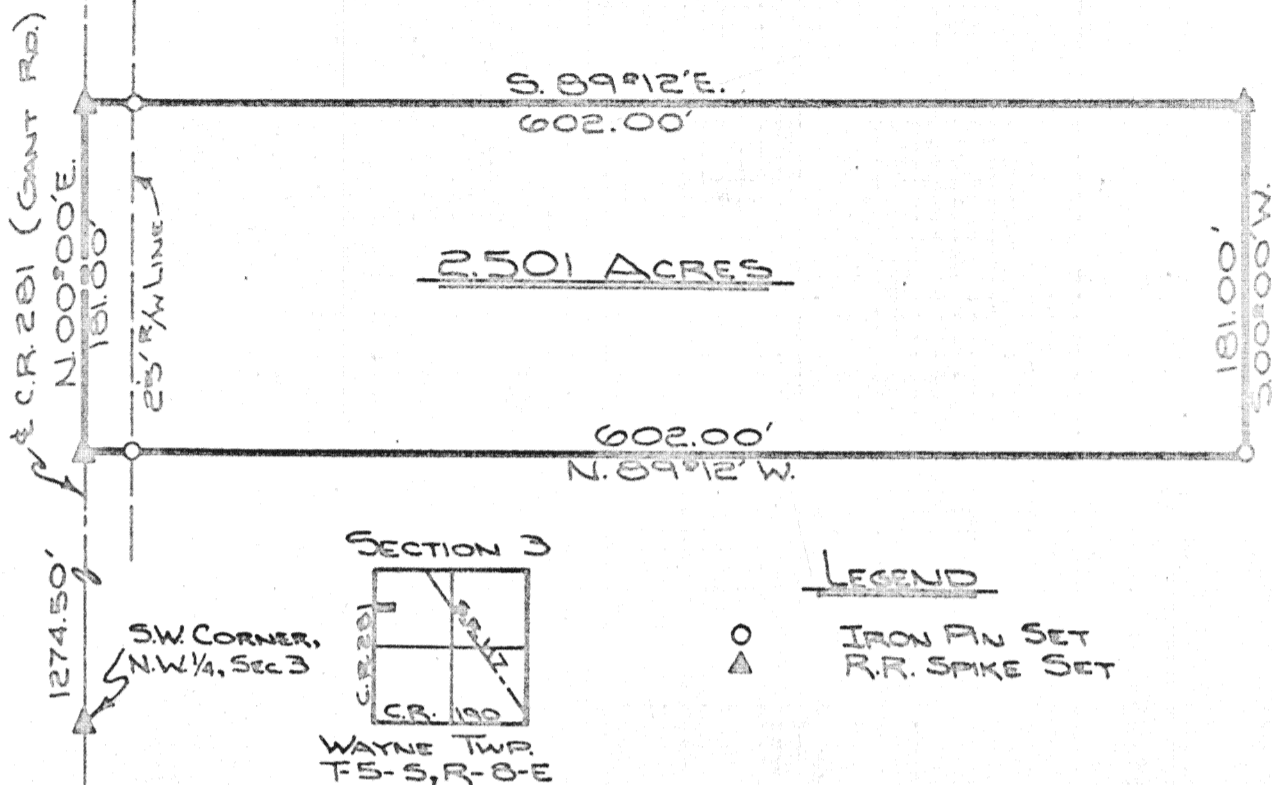 S. 89°12'E.
602.00'
℄ C.R. 281 (GANT RD.)
N. 00°00'E.
181.00'
25' R/W LINE
2.501 ACRES
181.00'
S.00°00'W.
602.00'
N. 89°12'W.
1274.50'
S.W. CORNER,
N.W. 1/4, SEC 3
SECTION 3
C.R. 281
C.R. 190
WAYNE TWP.
T-5-S, R-8-E
LEGEND
IRON PIN SET
R.R. SPIKE SET